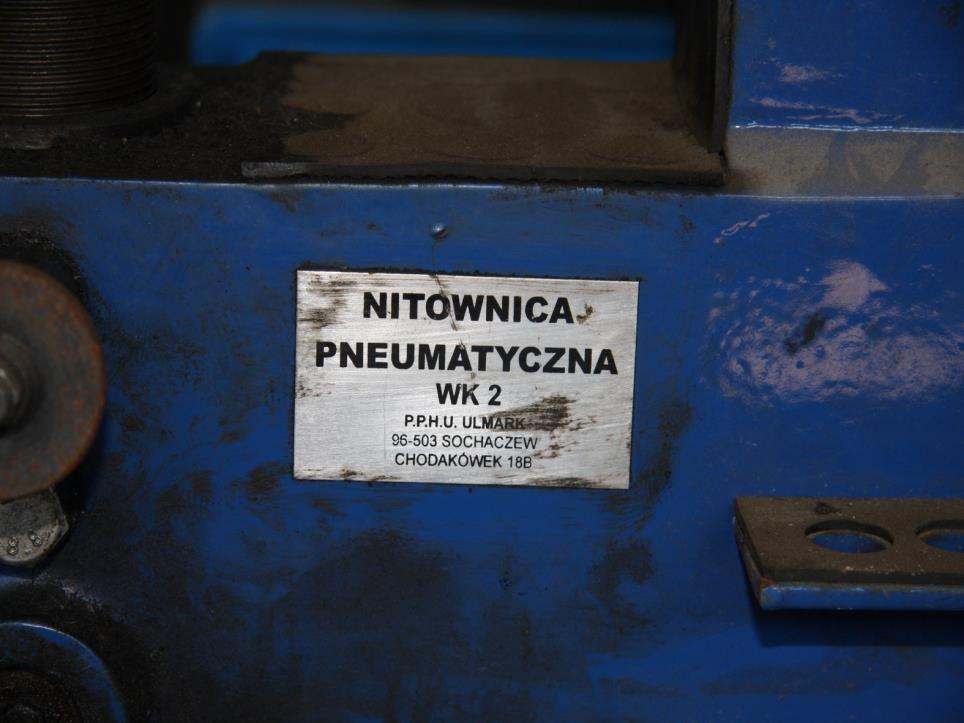 NITOWNICA
PNEUMATYCZNA
WK 2
P.P.H.U. ULMARK
96-503 SOCHACZEW
CHODAKÓWEK 18B